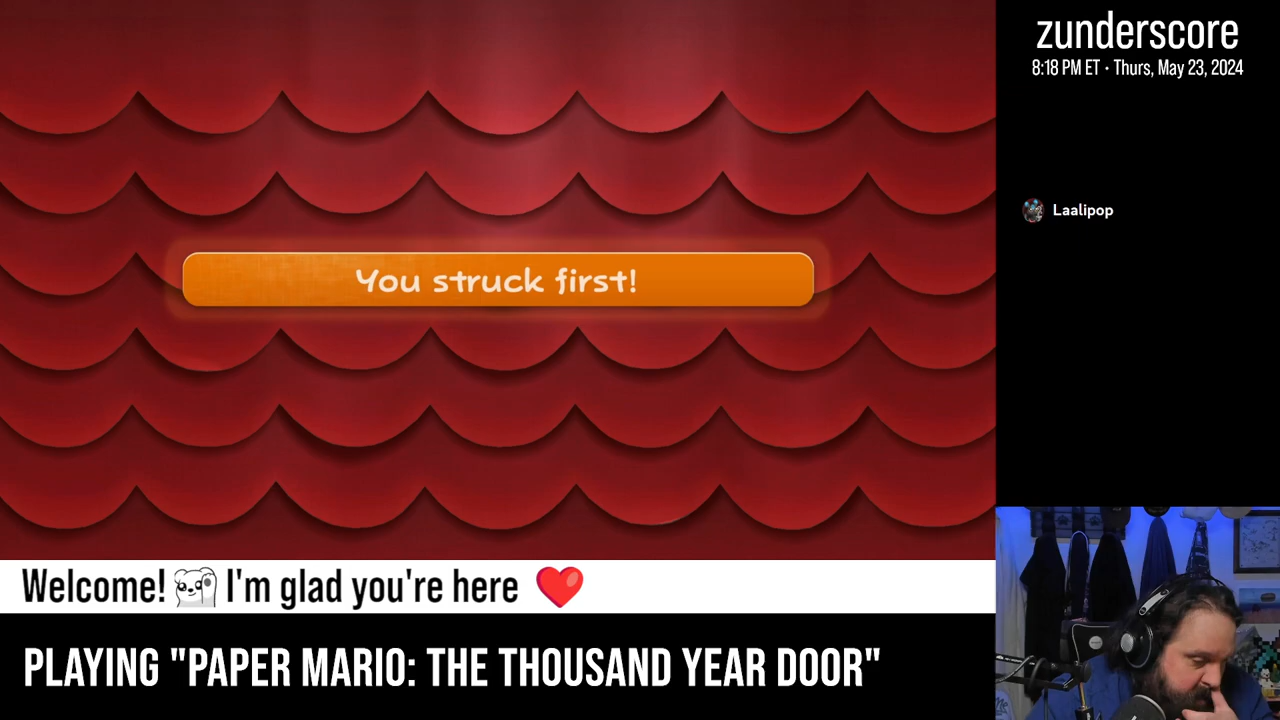 zunderscore
8:18 PM ET • Thurs, May 23, 2024
Laalipop
You struck first!
Welcome! I'm glad you're here
PLAYING "PAPER MARIO: THE THOUSAND YEAR DOOR"